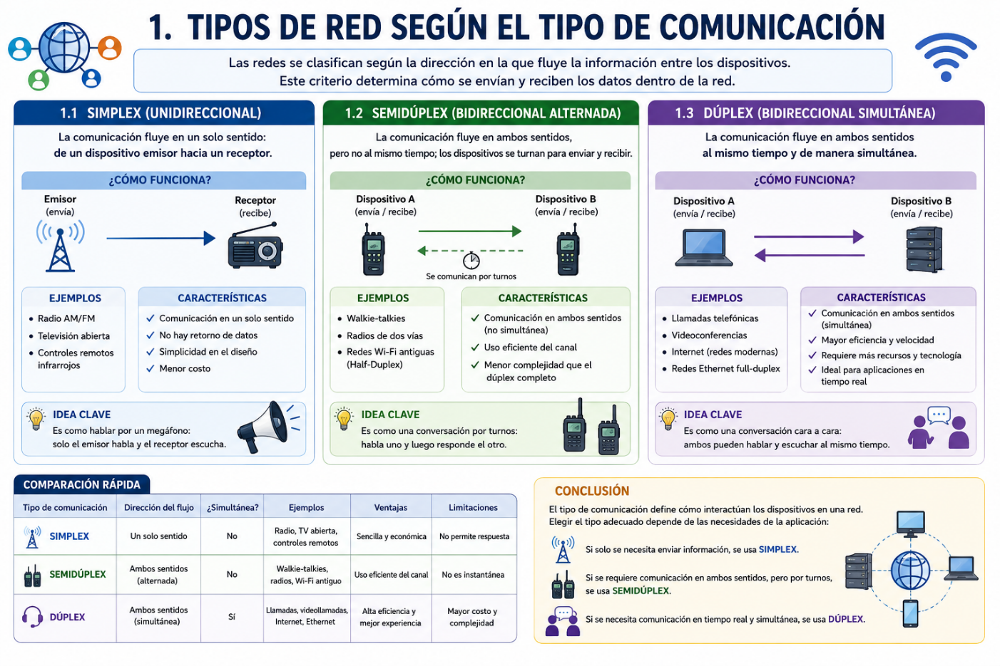 1. TIPOS DE RED SEGÚN EL TIPO DE COMUNICACIÓN
Las redes se clasifican según la dirección en la que fluye la información entre los dispositivos.
Este criterio determina cómo se envían y reciben los datos dentro de la red.
1.1 SIMPLEX (UNIDIRECCIONAL)
La comunicación fluye en un solo sentido:
de un dispositivo emisor hacia un receptor.
¿CÓMO FUNCIONA?
Emisor
(envía)
Receptor
(recibe)
EJEMPLOS
• Radio AM/FM
• Televisión abierta
• Controles remotos
infrarrojos
CARACTERÍSTICAS
✓ Comunicación en un solo sentido
✓ No hay retorno de datos
✓ Simplicidad en el diseño
✓ Menor costo
IDEA CLAVE
Es como hablar por un megáfono:
solo el emisor habla y el receptor escucha.
1.2 SEMIDÚPLEX (BIDIRECCIONAL ALTERNADA)
La comunicación fluye en ambos sentidos,
pero no al mismo tiempo; los dispositivos se turnan para enviar y recibir.
¿CÓMO FUNCIONA?
Dispositivo A
(envía / recibe)
Dispositivo B
(envía / recibe)
Se comunican por turnos
EJEMPLOS
• Walkie-talkies
• Radios de dos vías
• Redes Wi-Fi antiguas
(Half-Duplex)
CARACTERÍSTICAS
✓ Comunicación en ambos sentidos
(no simultánea)
✓ Uso eficiente del canal
✓ Menor complejidad que el
dúplex completo
IDEA CLAVE
Es como una conversación por turnos:
habla uno y luego responde el otro.
1.3 DÚPLEX (BIDIRECCIONAL SIMULTÁNEA)
La comunicación fluye en ambos sentidos
al mismo tiempo y de manera simultánea.
¿CÓMO FUNCIONA?
Dispositivo A
(envía / recibe)
Dispositivo B
(envía / recibe)
EJEMPLOS
• Llamadas telefónicas
• Videoconferencias
• Internet (redes modernas)
• Redes Ethernet full-duplex
CARACTERÍSTICAS
✓ Comunicación en ambos sentidos
(simultánea)
✓ Mayor eficiencia y velocidad
✓ Requiere más recursos y tecnología
✓ Ideal para aplicaciones en
tiempo real
IDEA CLAVE
Es como una conversación cara a cara:
ambos pueden hablar y escuchar al mismo tiempo.
COMPARACIÓN RÁPIDA
Tipo de comunicación Dirección del flujo ¿Simultánea? Ejemplos Ventajas Limitaciones
SIMPLEX
Un solo sentido
No
Radio, TV abierta,
controles remotos
Sencilla y económica
No permite respuesta
SEMIDÚPLEX
Ambos sentidos
(alternada)
No
Walkie-talkies,
radios, Wi-Fi antiguo
Uso eficiente del canal
No es instantánea
DÚPLEX
Ambos sentidos
(simultánea)
Sí
Llamadas, videollamadas,
Internet, Ethernet
Alta eficiencia y
mejor experiencia
Mayor costo y
complejidad
CONCLUSIÓN
El tipo de comunicación define cómo interactúan los dispositivos en una red.
Elegir el tipo adecuado depende de las necesidades de la aplicación:
Si solo se necesita enviar información, se usa SIMPLEX.
Si se requiere comunicación en ambos sentidos, pero por turnos,
se usa SEMIDÚPLEX.
Si se necesita comunicación en tiempo real y simultánea, se usa DÚPLEX.